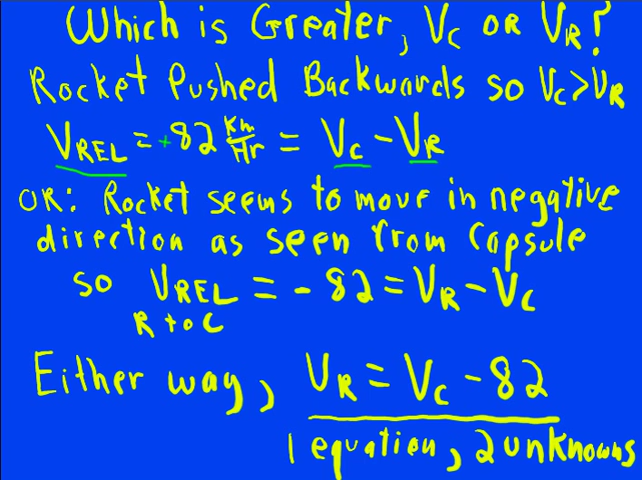 Which is Greater, Vc OR VR?
Rocket Pushed Backwards so Vc>VR
VREL = +82 Km/Hr = Vc - VR
OR: Rocket seems to move in negative
direction as seen from Capsule
so VREL = -82 = VR - Vc
R to C
Either way, VR = Vc - 82
1 equation, 2 unknowns